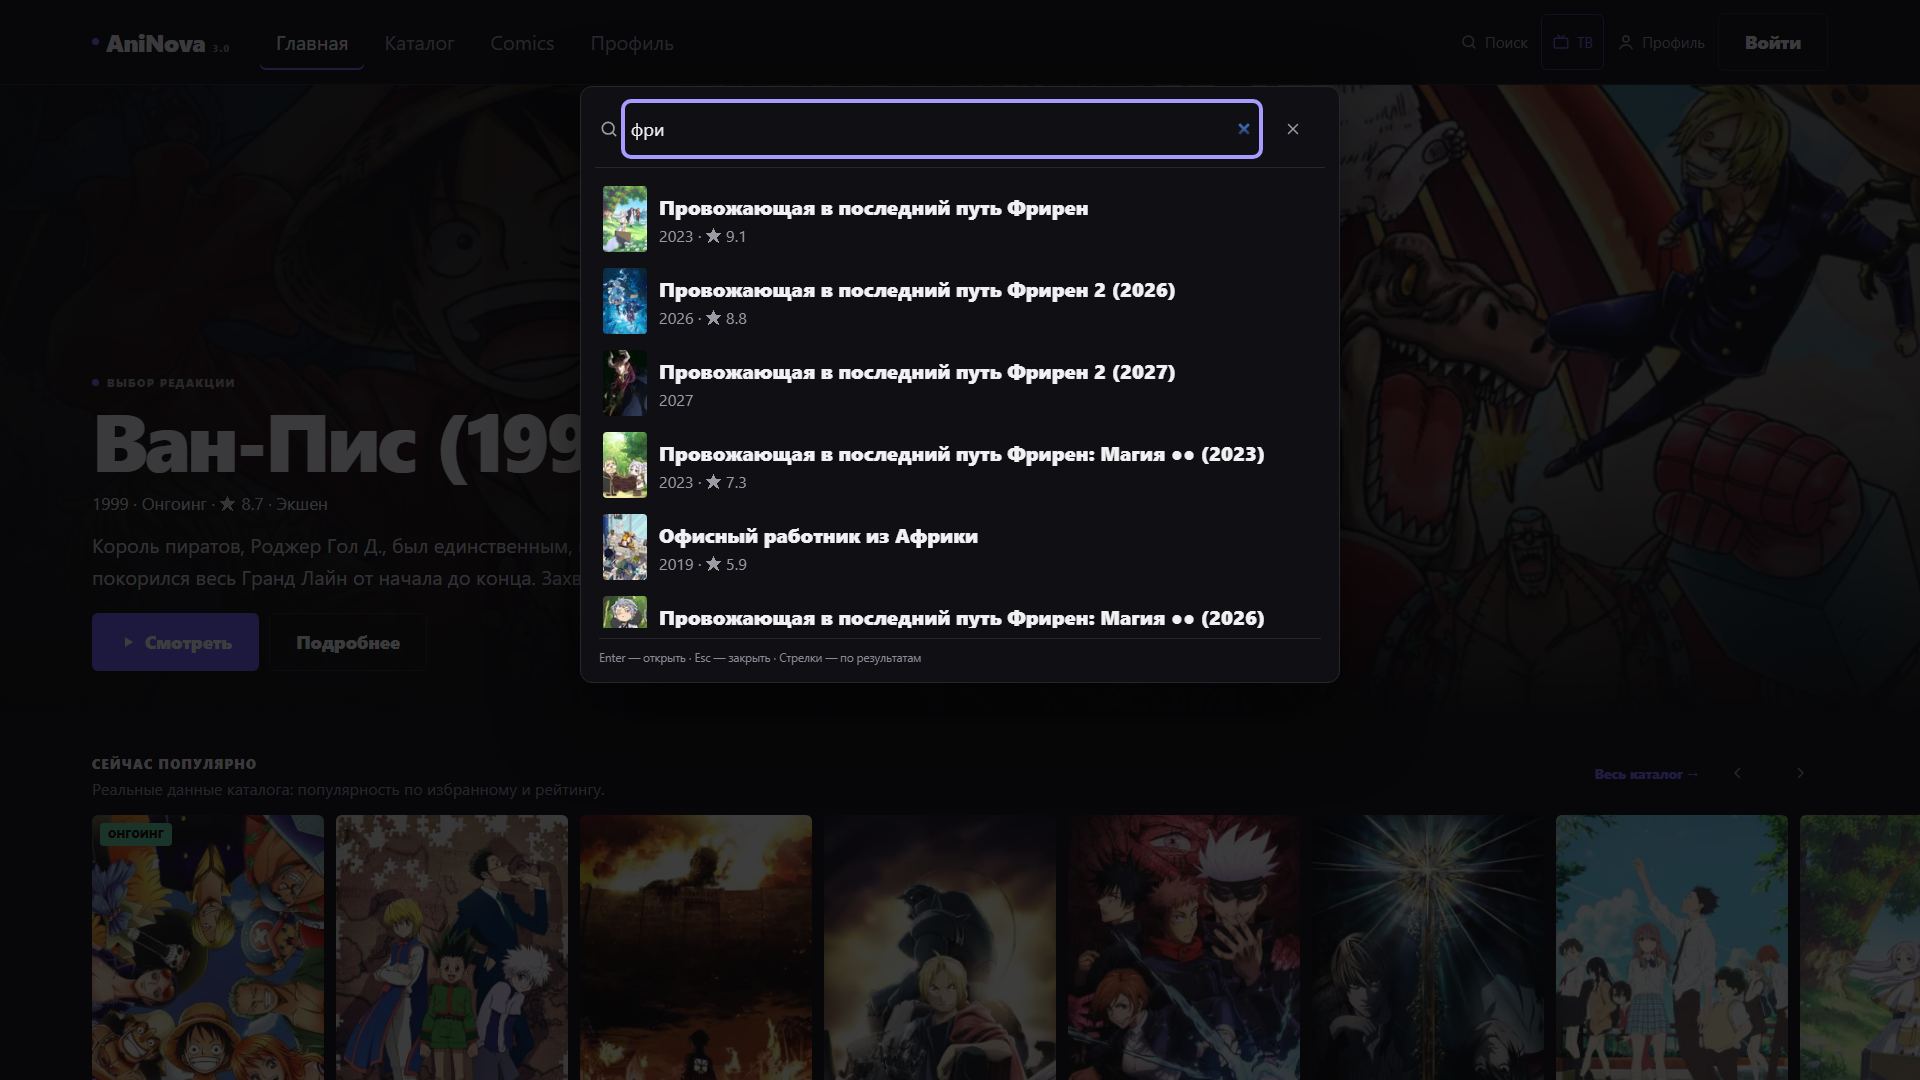 AniNova 3.0
Главная
Каталог
Comics
Профиль
Поиск
ТВ
Профиль
Войти
фри
Провожающая в последний путь Фрирен
2023 · ★ 9.1
Провожающая в последний путь Фрирен 2 (2026)
2026 · ★ 8.8
Провожающая в последний путь Фрирен 2 (2027)
2027
Провожающая в последний путь Фрирен: Магия ●● (2023)
2023 · ★ 7.3
Офисный работник из Африки
2019 · ★ 5.9
Провожающая в последний путь Фрирен: Магия ●● (2026)
Enter — открыть · Esc — закрыть · Стрелки — по результатам
ВЫБОР РЕДАКЦИИ
Ван-Пис (199
1999 · Онгоинг · ★ 8.7 · Экшен
Король пиратов, Роджер Гол Д., был единственным,
покорился весь Гранд Лайн от начала до конца.
Смотреть
Подробнее
СЕЙЧАС ПОПУЛЯРНО
Реальные данные каталога: популярность по избранному и рейтингу.
Весь каталог →
ОНГОИНГ